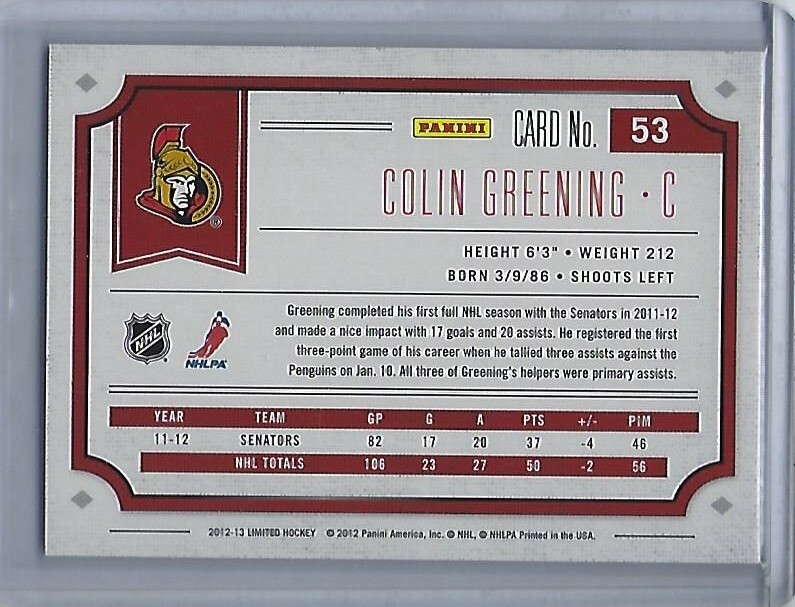 PANINI CARD No. 53
COLIN GREENING · C
HEIGHT 6'3" • WEIGHT 212
BORN 3/9/86 • SHOOTS LEFT
®
NHL
NHLPA
Greening completed his first full NHL season with the Senators in 2011-12
and made a nice impact with 17 goals and 20 assists. He registered the first
three-point game of his career when he tallied three assists against the
Penguins on Jan. 10. All three of Greening's helpers were primary assists.
YEAR TEAM GP G A PTS +/- PIM
11-12 SENATORS 82 17 20 37 -4 46
NHL TOTALS 106 23 27 50 -2 56
2012-13 LIMITED HOCKEY © 2012 Panini America, Inc. © NHL, © NHLPA Printed in the USA.